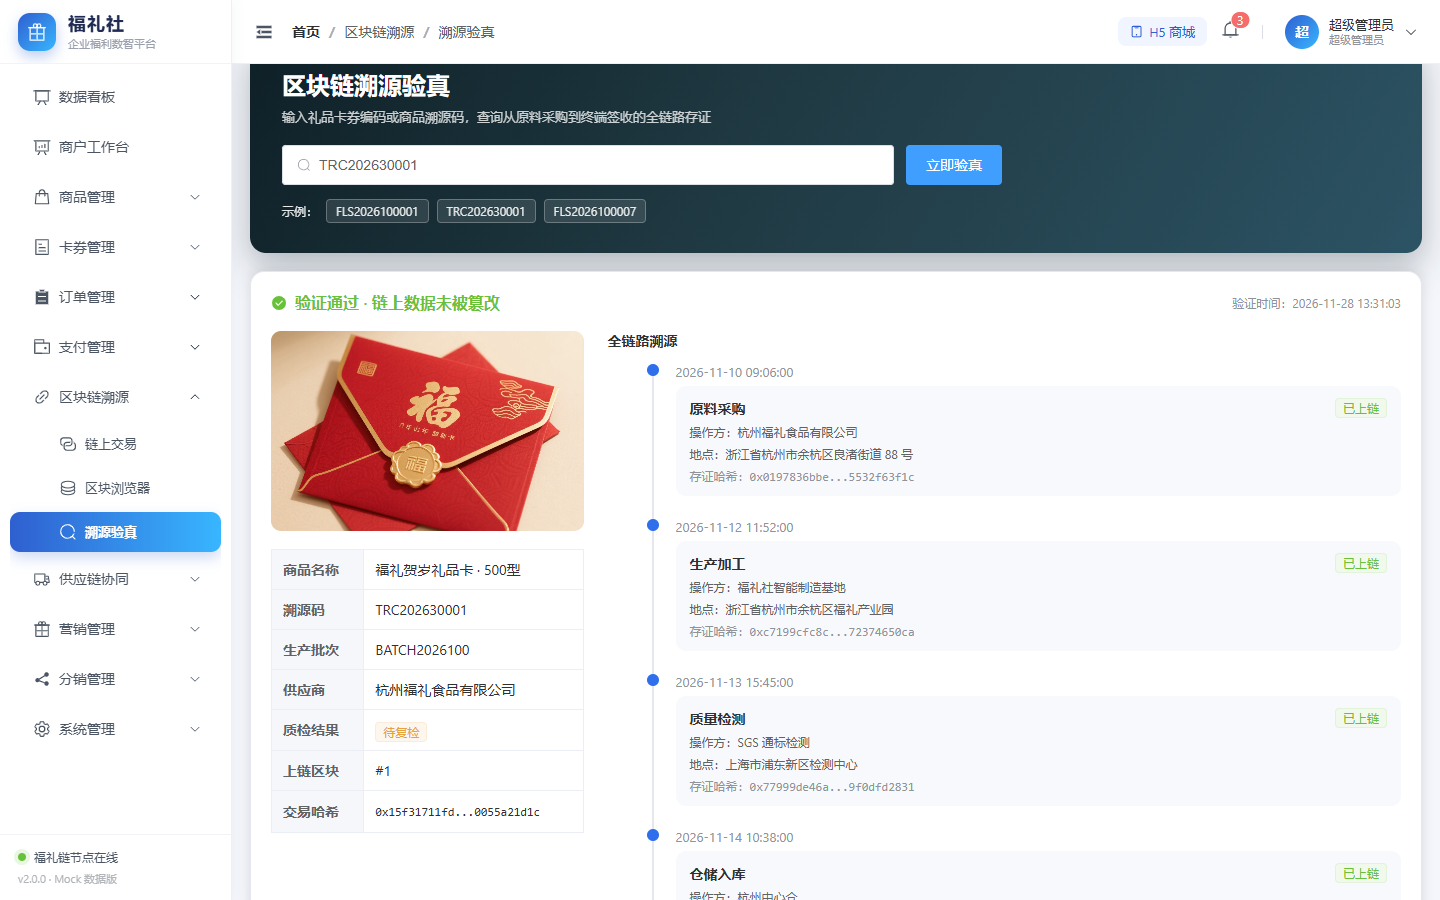 福礼社
企业福利数智平台
首页 / 区块链溯源 / 溯源验真
H5 商城
3
超
超级管理员
超级管理员
数据看板
商户工作台
商品管理
卡券管理
订单管理
支付管理
区块链溯源
链上交易
区块浏览器
溯源验真
供应链协同
营销管理
分销管理
系统管理
福礼链节点在线
v2.0.0 · Mock 数据版
区块链溯源验真
输入礼品卡券编码或商品溯源码，查询从原料采购到终端签收的全链路存证
TRC202630001
立即验真
示例： FLS2026100001 TRC202630001 FLS2026100007
验证通过 · 链上数据未被篡改
验证时间：2026-11-28 13:31:03
福
福
商品名称 福礼贺岁礼品卡 · 500型
溯源码 TRC202630001
生产批次 BATCH2026100
供应商 杭州福礼食品有限公司
质检结果 待复检
上链区块 #1
交易哈希 0x15f31711fd...0055a21d1c
全链路溯源
2026-11-10 09:06:00
原料采购 已上链
操作方：杭州福礼食品有限公司
地点：浙江省杭州市余杭区良渚街道 88 号
存证哈希：0x0197836bbe...5532f63f1c
2026-11-12 11:52:00
生产加工 已上链
操作方：福礼社智能制造基地
地点：浙江省杭州市余杭区福礼产业园
存证哈希：0xc7199cfc8c...72374650ca
2026-11-13 15:45:00
质量检测 已上链
操作方：SGS 通标检测
地点：上海市浦东新区检测中心
存证哈希：0x77999de46a...9f0dfd2831
2026-11-14 10:38:00
仓储入库 已上链
操作方：杭州中心仓